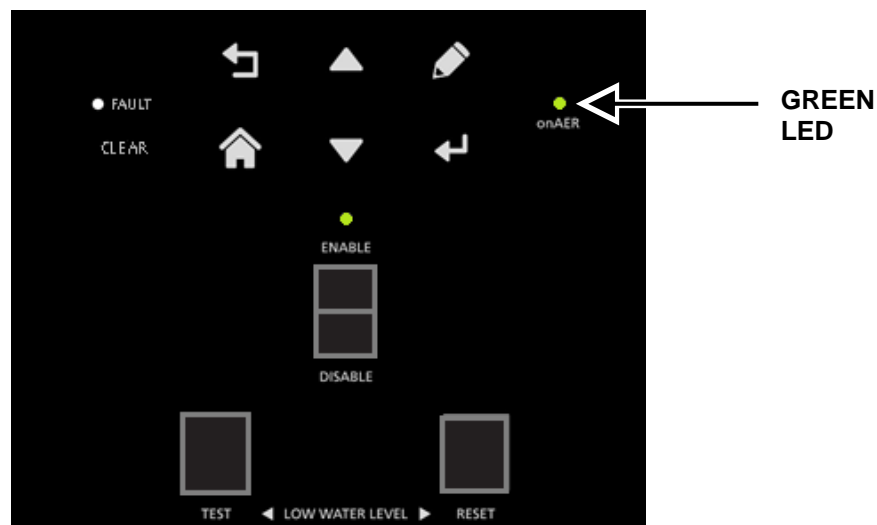 FAULT
CLEAR
onAER
GREEN
LED
ENABLE
DISABLE
TEST ◄ LOW WATER LEVEL ► RESET